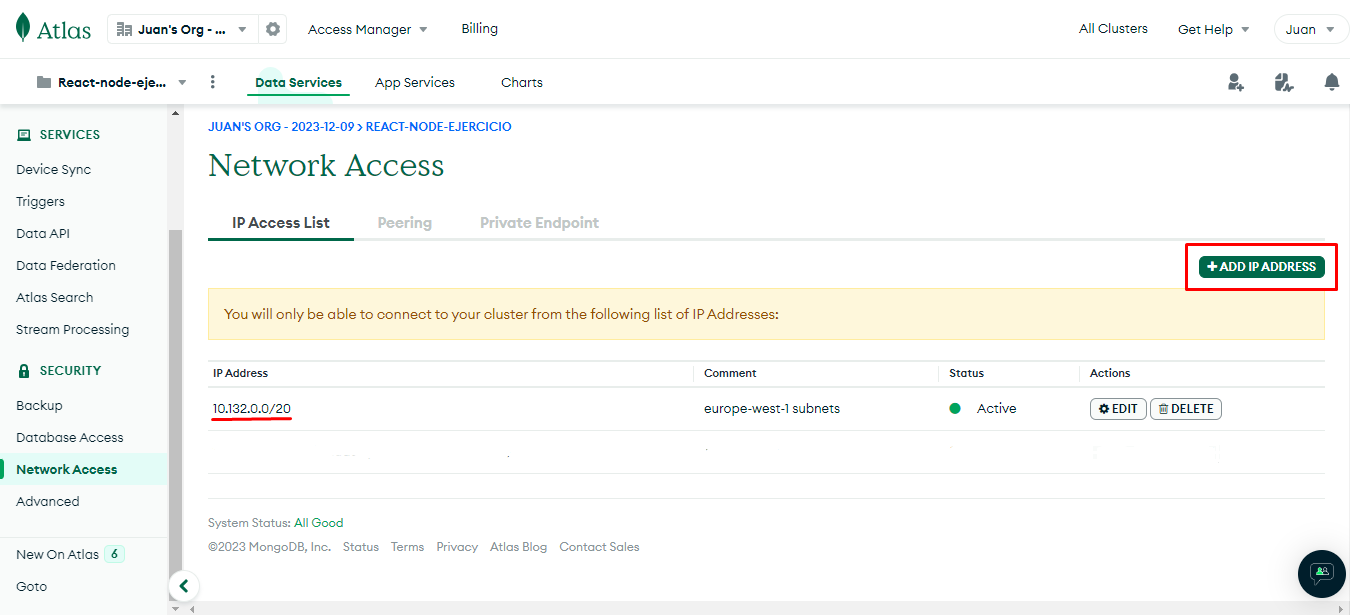 Atlas Juan's Org - ... Access Manager Billing All Clusters Get Help Juan
React-node-eje... Data Services App Services Charts
SERVICES
Device Sync
Triggers
Data API
Data Federation
Atlas Search
Stream Processing
SECURITY
Backup
Database Access
Network Access
Advanced
New On Atlas 6
Goto
JUAN'S ORG - 2023-12-09 > REACT-NODE-EJERCICIO
Network Access
IP Access List Peering Private Endpoint
+ ADD IP ADDRESS
You will only be able to connect to your cluster from the following list of IP Addresses:
IP Address Comment Status Actions
10.132.0.0/20 europe-west-1 subnets Active EDIT DELETE
System Status: All Good
©2023 MongoDB, Inc. Status Terms Privacy Atlas Blog Contact Sales